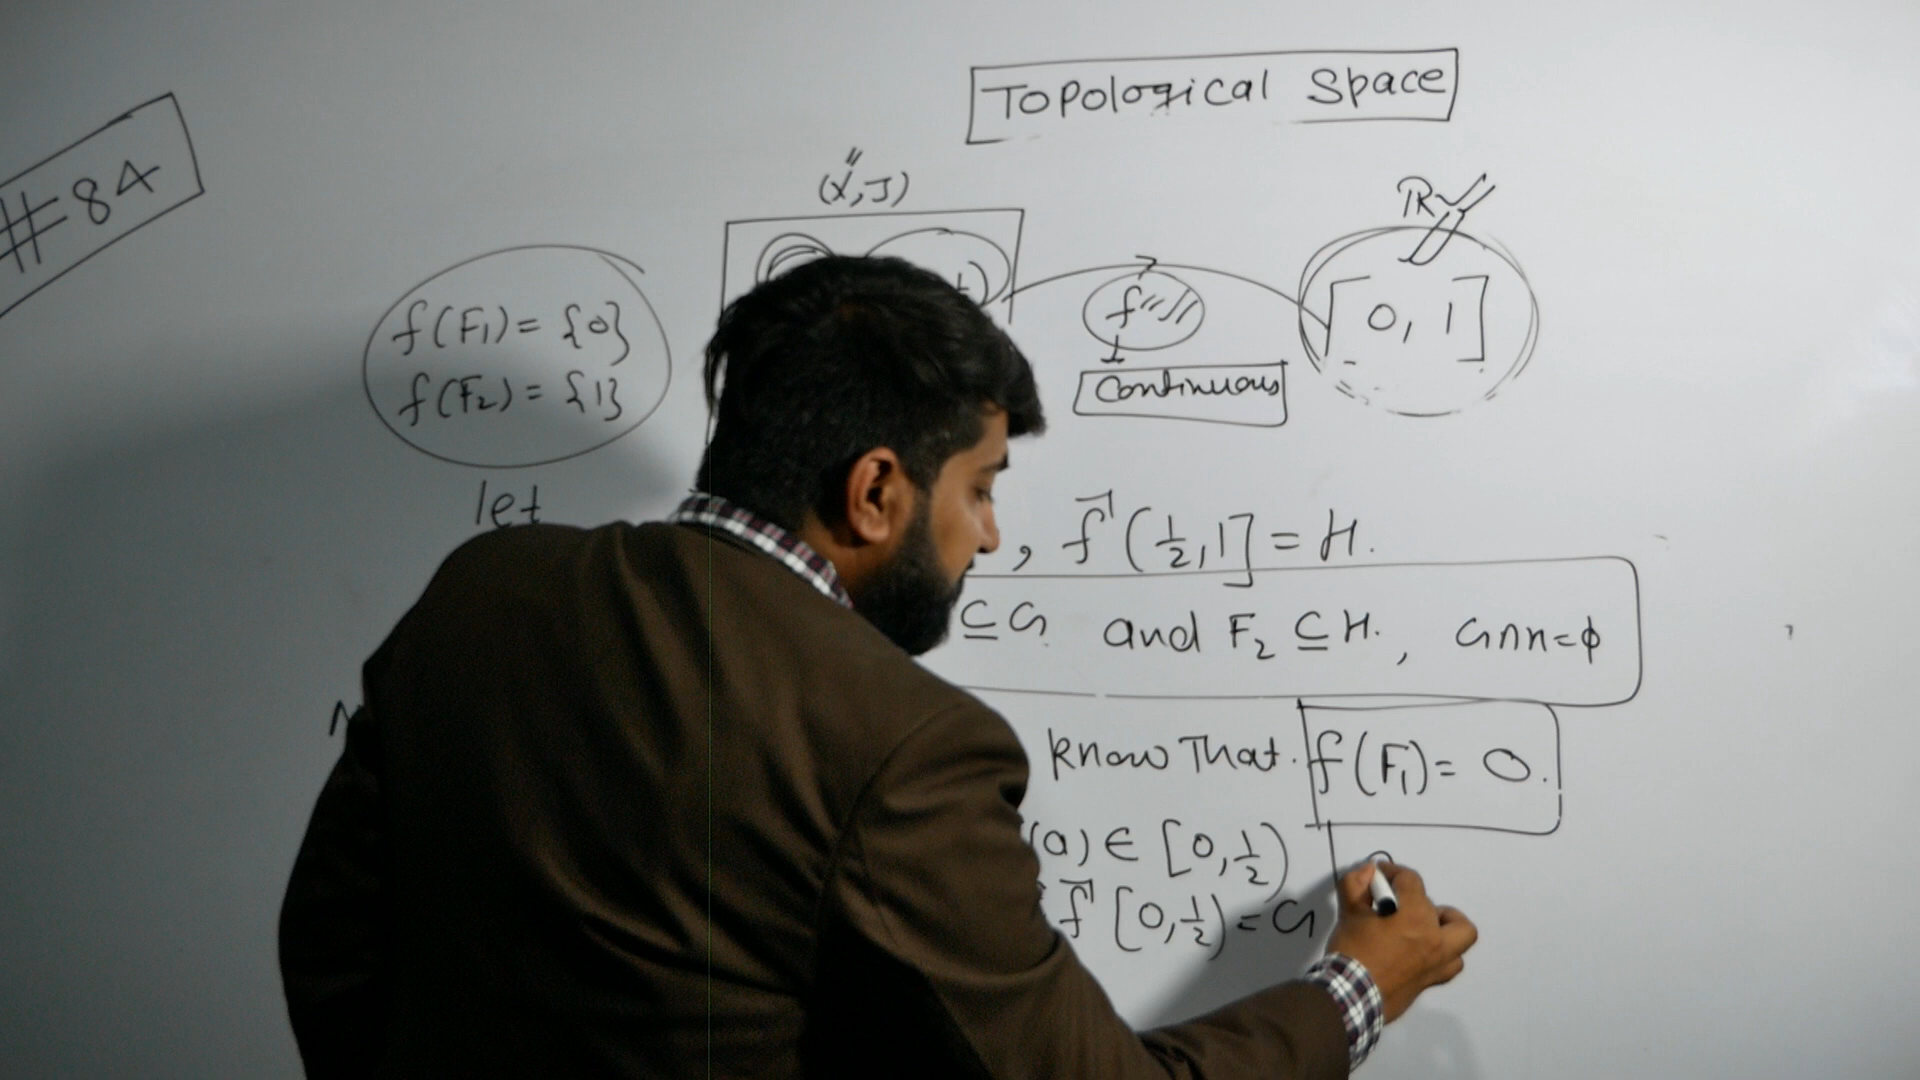 Topological Space
#84
(X, J)
R
f(F₁) = {0}
f(F₂) = {1}
f
[0, 1]
Continuous
let
, f⁻¹(½, 1] = H.
⊆ G and F₂ ⊆ H. , G∩H = φ
know That. f(F₁) = 0.
(a) ∈ [0, ½)
f⁻¹[0, ½) = G